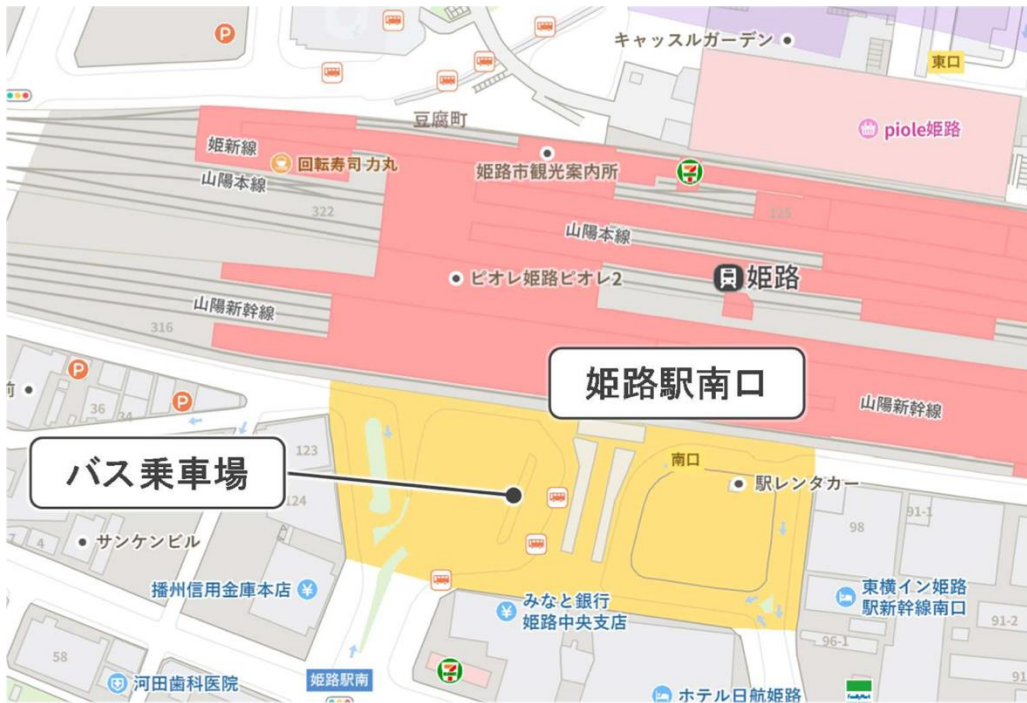 キャッスルガーデン
東口
豆腐町
piole姫路
姫新線
回転寿司 力丸
姫路市観光案内所
山陽本線
322
126
山陽本線
ピオレ姫路ピオレ2
姫路
山陽新幹線
316
姫路駅南口
前
36
34
山陽新幹線
123
バス乗車場
南口
駅レンタカー
124
98
91-1
4
サンケンビル
播州信用金庫本店
みなと銀行
姫路中央支店
東横イン姫路
駅新幹線南口
91-2
96-1
58
河田歯科医院
姫路駅南
ホテル日航姫路
91